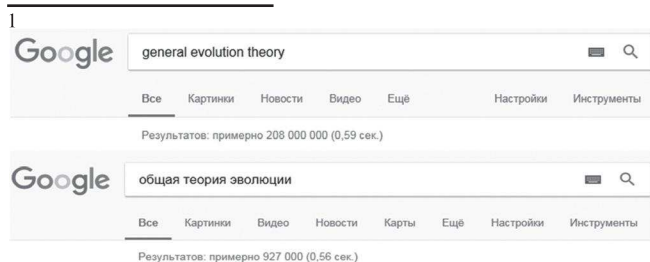 1
Google general evolution theory
Все Картинки Новости Видео Ещё Настройки Инструменты
Результатов: примерно 208 000 000 (0,59 сек.)
Google общая теория эволюции
Все Картинки Видео Новости Карты Ещё Настройки Инструменты
Результатов: примерно 927 000 (0,56 сек.)